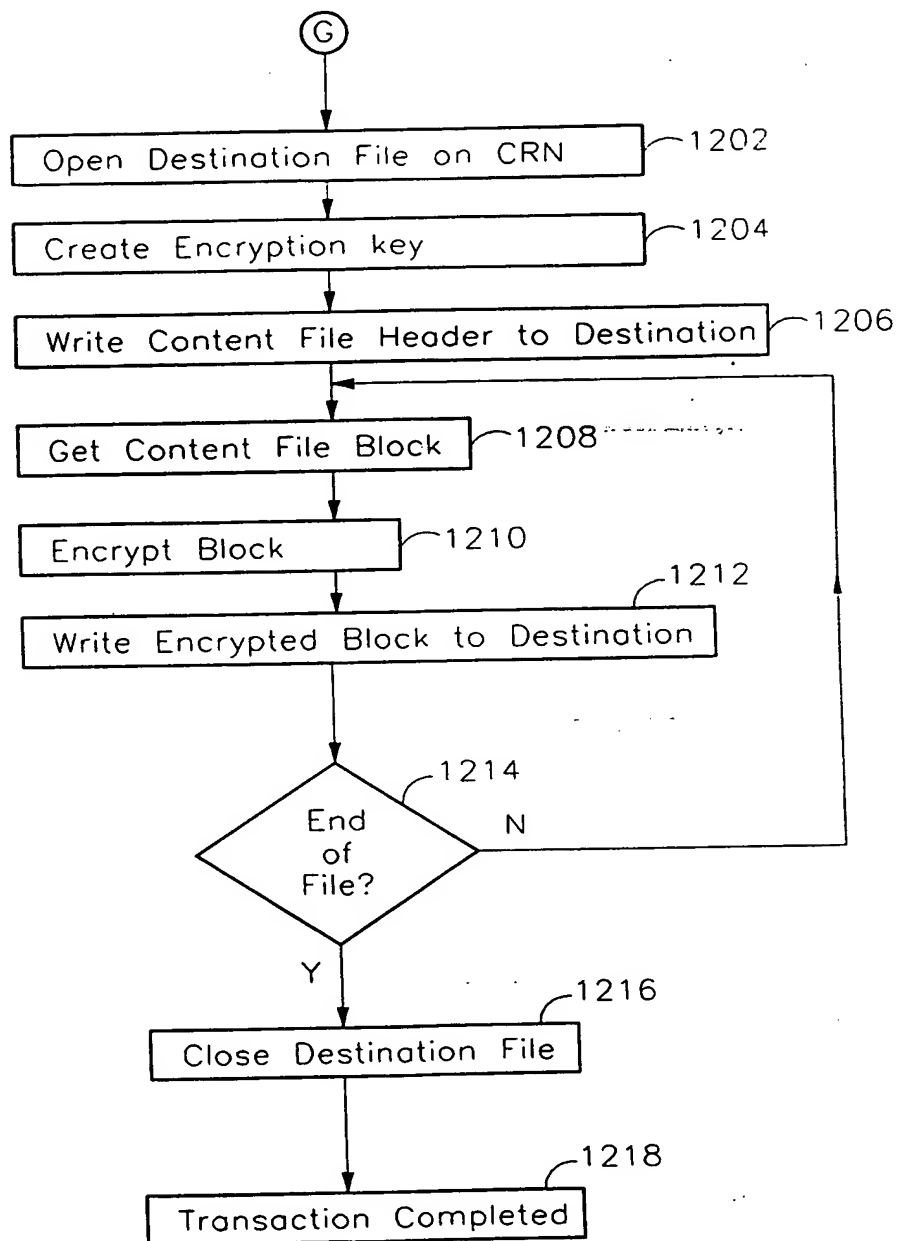 G
Open Destination File on CRN
1202
Create Encryption key
1204
Write Content File Header to Destination
1206
Get Content File Block
1208
Encrypt Block
1210
1212
Write Encrypted Block to Destination
1214
End
of
File?
N
Y
1216
Close Destination File
1218
Transaction Completed